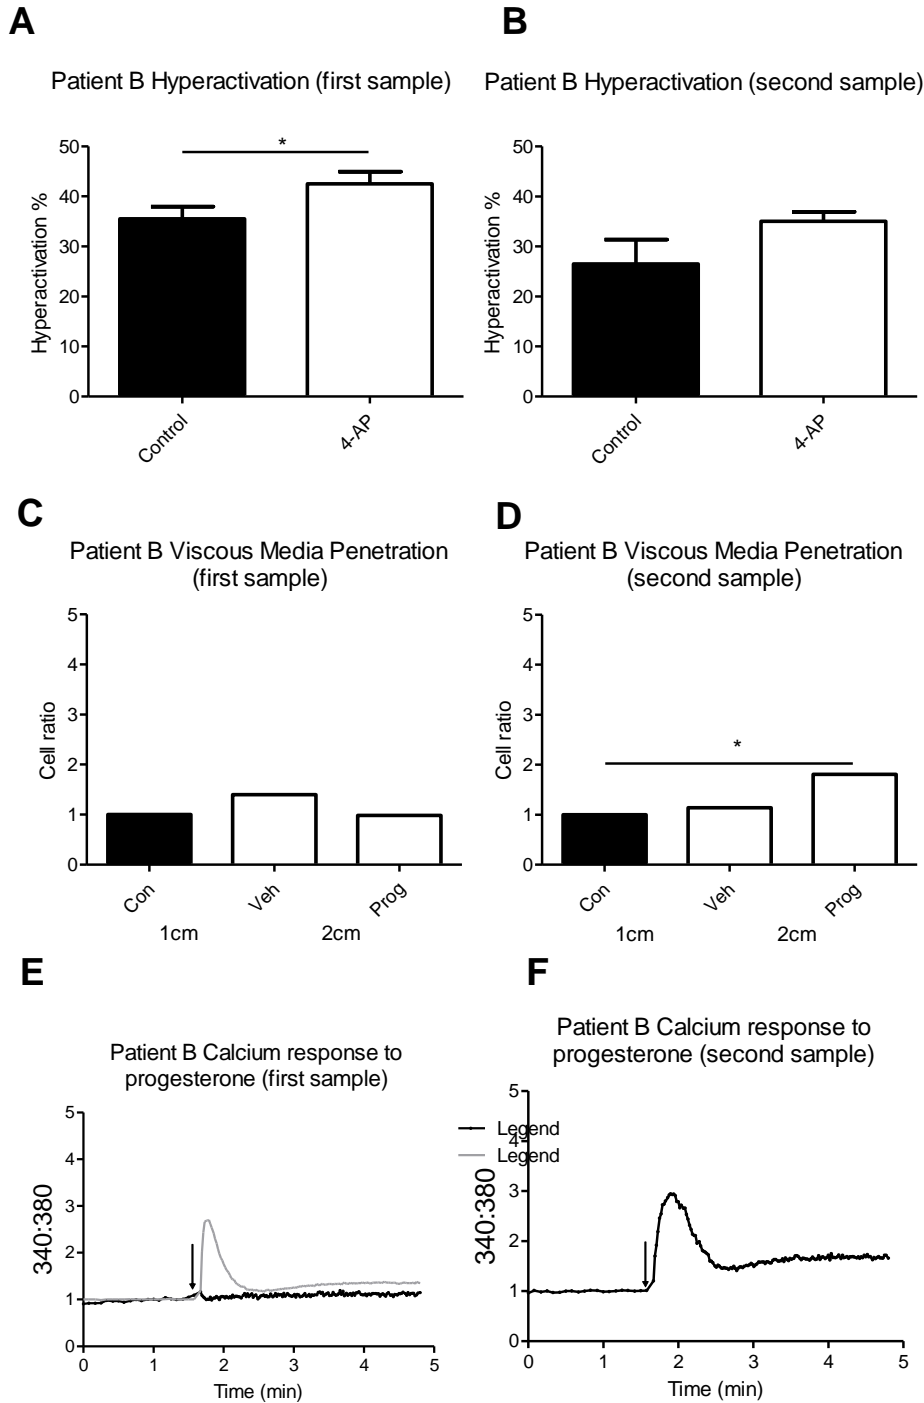 A
Patient B Hyperactivation (first sample)
Hyperactivation %
50
40
30
20
10
0
*
Control
4-AP
B
Patient B Hyperactivation (second sample)
Hyperactivation %
50
40
30
20
10
0
Control
4-AP
C
Patient B Viscous Media Penetration
(first sample)
Cell ratio
5
4
3
2
1
0
Con
Veh
Prog
1cm
2cm
D
Patient B Viscous Media Penetration
(second sample)
Cell ratio
5
4
3
2
1
0
*
Con
Veh
Prog
1cm
2cm
E
Patient B Calcium response to
progesterone (first sample)
340:380
5
4
3
2
1
0
0 1 2 3 4 5
Time (min)
Legend
Legend
F
Patient B Calcium response to
progesterone (second sample)
340:380
5
4
3
2
1
0
0 1 2 3 4 5
Time (min)